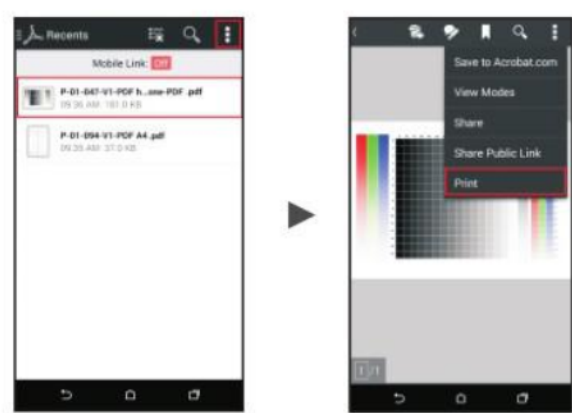 Recents
Mobile Link: Off
P-01-047-V1-PDF h...one-PDF .pdf
09:36 AM 181.0 KB
P-01-094-V1-PDF A4 .pdf
09:35 AM 37.0 KB
Save to Acrobat.com
View Modes
Share
Share Public Link
Print
1/1